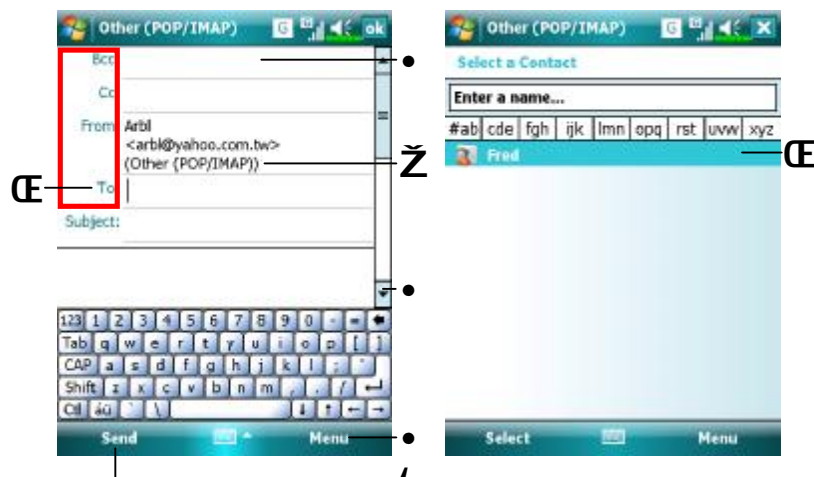 Other (POP/IMAP) G ok
Bcc
Cc
From Arbl
<arbl@yahoo.com.tw>
(Other (POP/IMAP))
Ž
Œ To
Subject:
123 1 2 3 4 5 6 7 8 9 0 - =
Tab q w e r t y u i o p [ ]
CAP a s d f g h j k l ; '
Shift z x c v b n m , . /
Ctl áü ` \
Send Menu
Other (POP/IMAP) G X
Select a Contact
Enter a name...
#ab cde fgh ijk lmn opq rst uvw xyz
Fred Œ
Select Menu